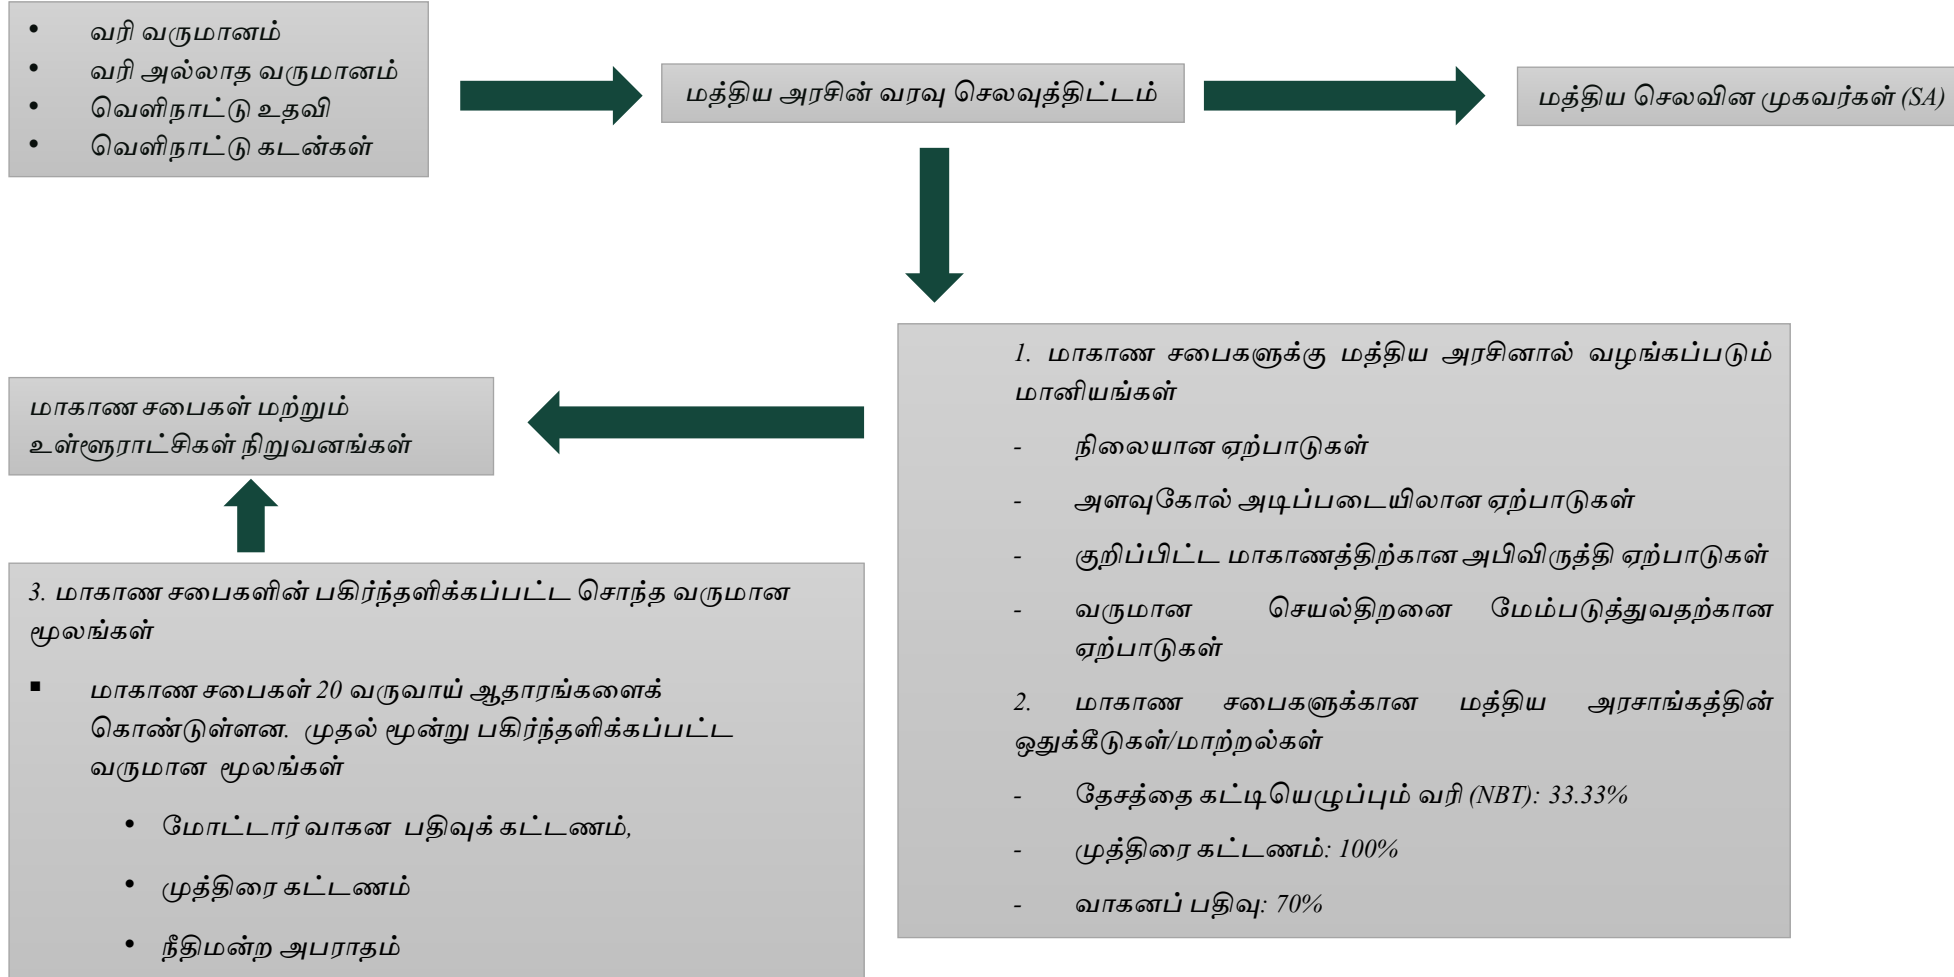 • வரி வருமானம்
• வரி அல்லாத வருமானம்
• வெளிநாட்டு உதவி
• வெளிநாட்டு கடன்கள்
மத்திய அரசின் வரவு செலவுத்திட்டம்
மத்திய செலவின முகவர்கள் (SA)
1. மாகாண சபைகளுக்கு மத்திய அரசினால் வழங்கப்படும்
மானியங்கள்
- நிலையான ஏற்பாடுகள்
- அளவுகோல் அடிப்படையிலான ஏற்பாடுகள்
- குறிப்பிட்ட மாகாணத்திற்கான அபிவிருத்தி ஏற்பாடுகள்
- வருமான செயல்திறனை மேம்படுத்துவதற்கான
ஏற்பாடுகள்
2. மாகாண சபைகளுக்கான மத்திய அரசாங்கத்தின்
ஒதுக்கீடுகள்/மாற்றல்கள்
- தேசத்தை கட்டியெழுப்பும் வரி (NBT): 33.33%
- முத்திரை கட்டணம்: 100%
- வாகனப் பதிவு: 70%
மாகாண சபைகள் மற்றும்
உள்ளூராட்சிகள் நிறுவனங்கள்
3. மாகாண சபைகளின் பகிர்ந்தளிக்கப்பட்ட சொந்த வருமான
மூலங்கள்
▪ மாகாண சபைகள் 20 வருவாய் ஆதாரங்களைக்
கொண்டுள்ளன. முதல் மூன்று பகிர்ந்தளிக்கப்பட்ட
வருமான மூலங்கள்
• மோட்டார் வாகன பதிவுக் கட்டணம்,
• முத்திரை கட்டணம்
• நீதிமன்ற அபராதம்